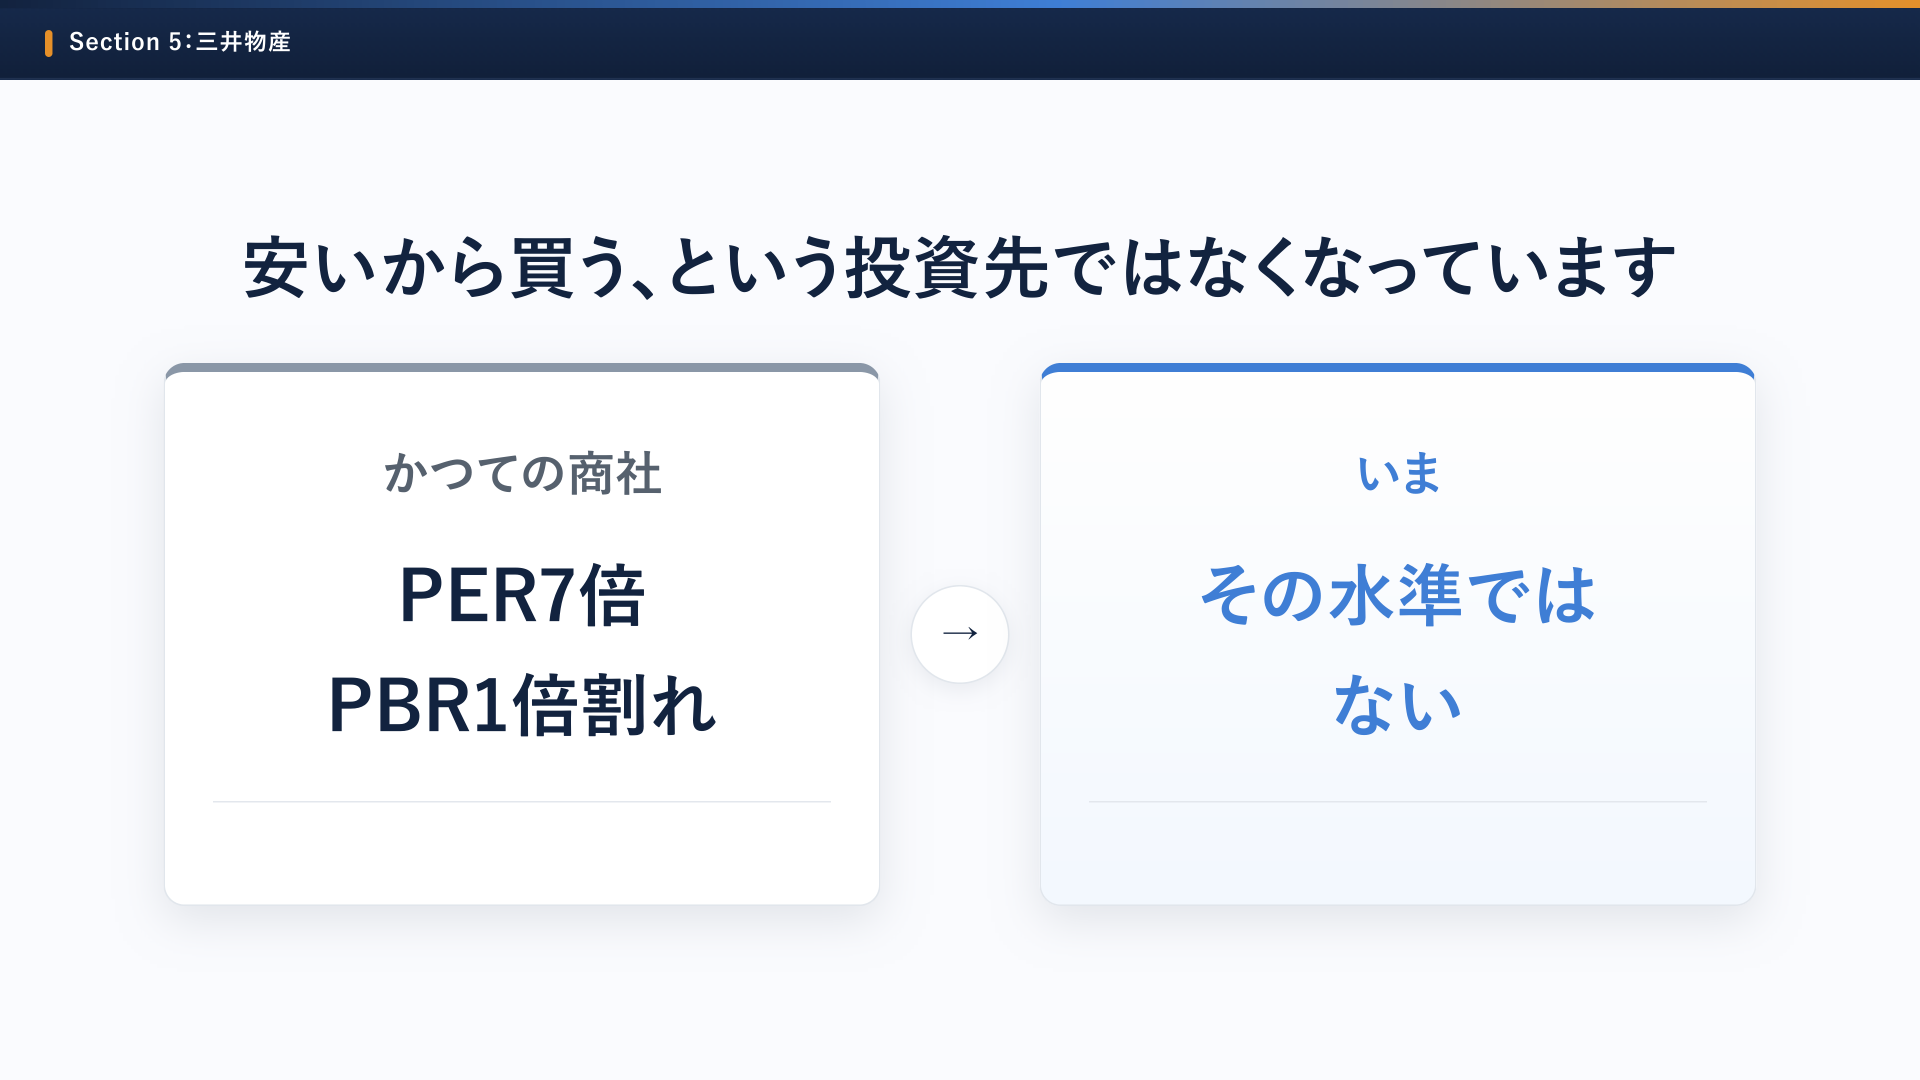 Section 5：三井物産
安いから買う、という投資先ではなくなっています
かつての商社
PER7倍
PBR1倍割れ
→
いま
その水準では
ない